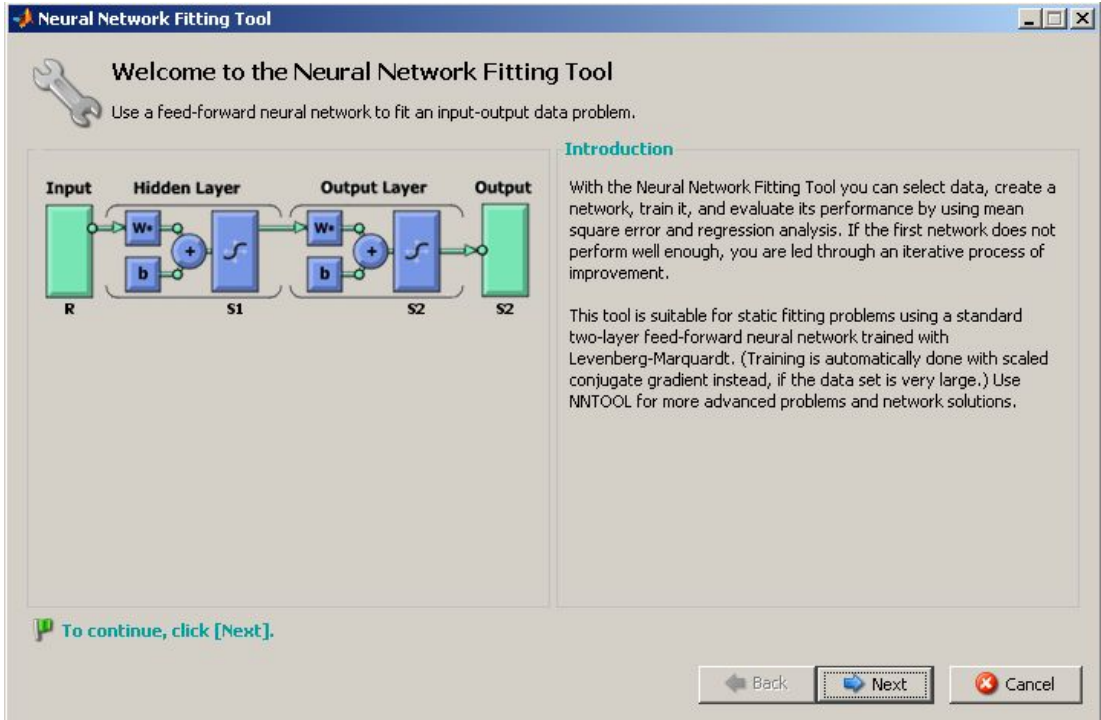 Neural Network Fitting Tool
Welcome to the Neural Network Fitting Tool
Use a feed-forward neural network to fit an input-output data problem.
Input Hidden Layer Output Layer Output
W W
+ +
b b
R S1 S2 S2
Introduction
With the Neural Network Fitting Tool you can select data, create a
network, train it, and evaluate its performance by using mean
square error and regression analysis. If the first network does not
perform well enough, you are led through an iterative process of
improvement.
This tool is suitable for static fitting problems using a standard
two-layer feed-forward neural network trained with
Levenberg-Marquardt. (Training is automatically done with scaled
conjugate gradient instead, if the data set is very large.) Use
NNTOOL for more advanced problems and network solutions.
To continue, click [Next].
Back Next Cancel